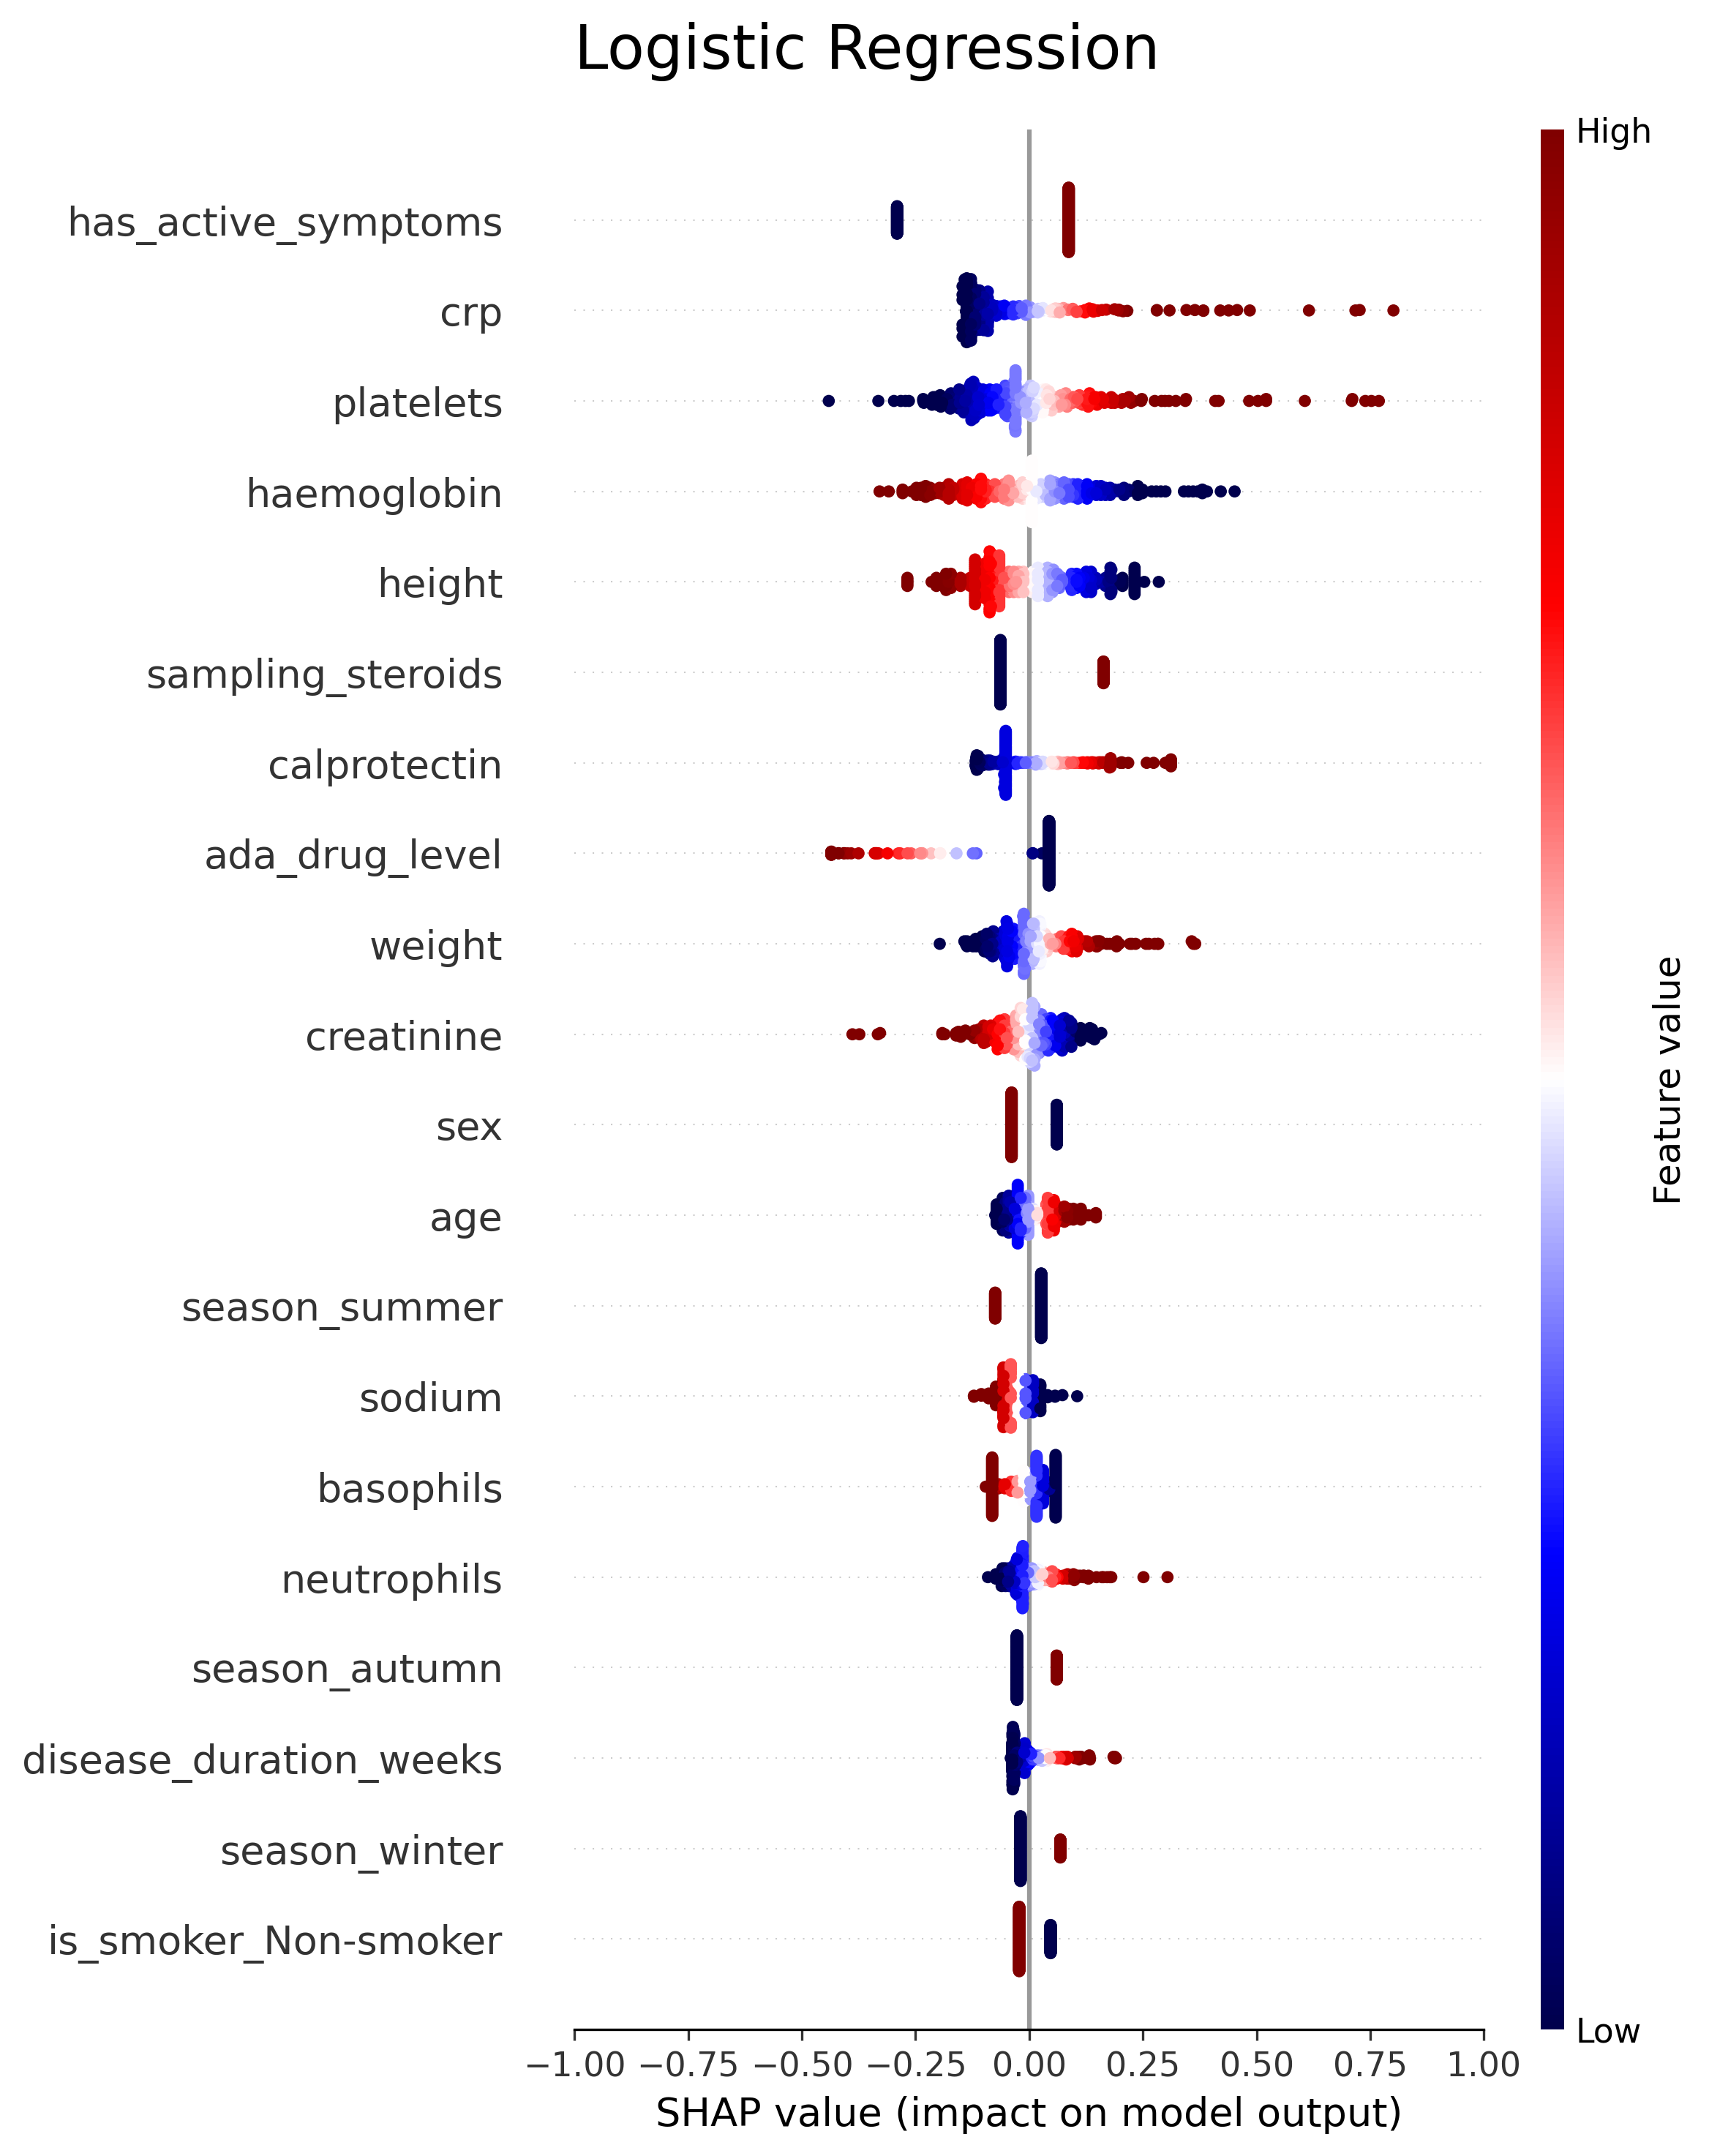 Logistic Regression
High
has_active_symptoms
crp
platelets
haemoglobin
height
sampling_steroids
calprotectin
ada_drug_level
weight
creatinine
sex
age
season_summer
sodium
basophils
neutrophils
season_autumn
disease_duration_weeks
season_winter
is_smoker_Non-smoker
Feature value
Low
−1.00 −0.75 −0.50 −0.25 0.00 0.25 0.50 0.75 1.00
SHAP value (impact on model output)